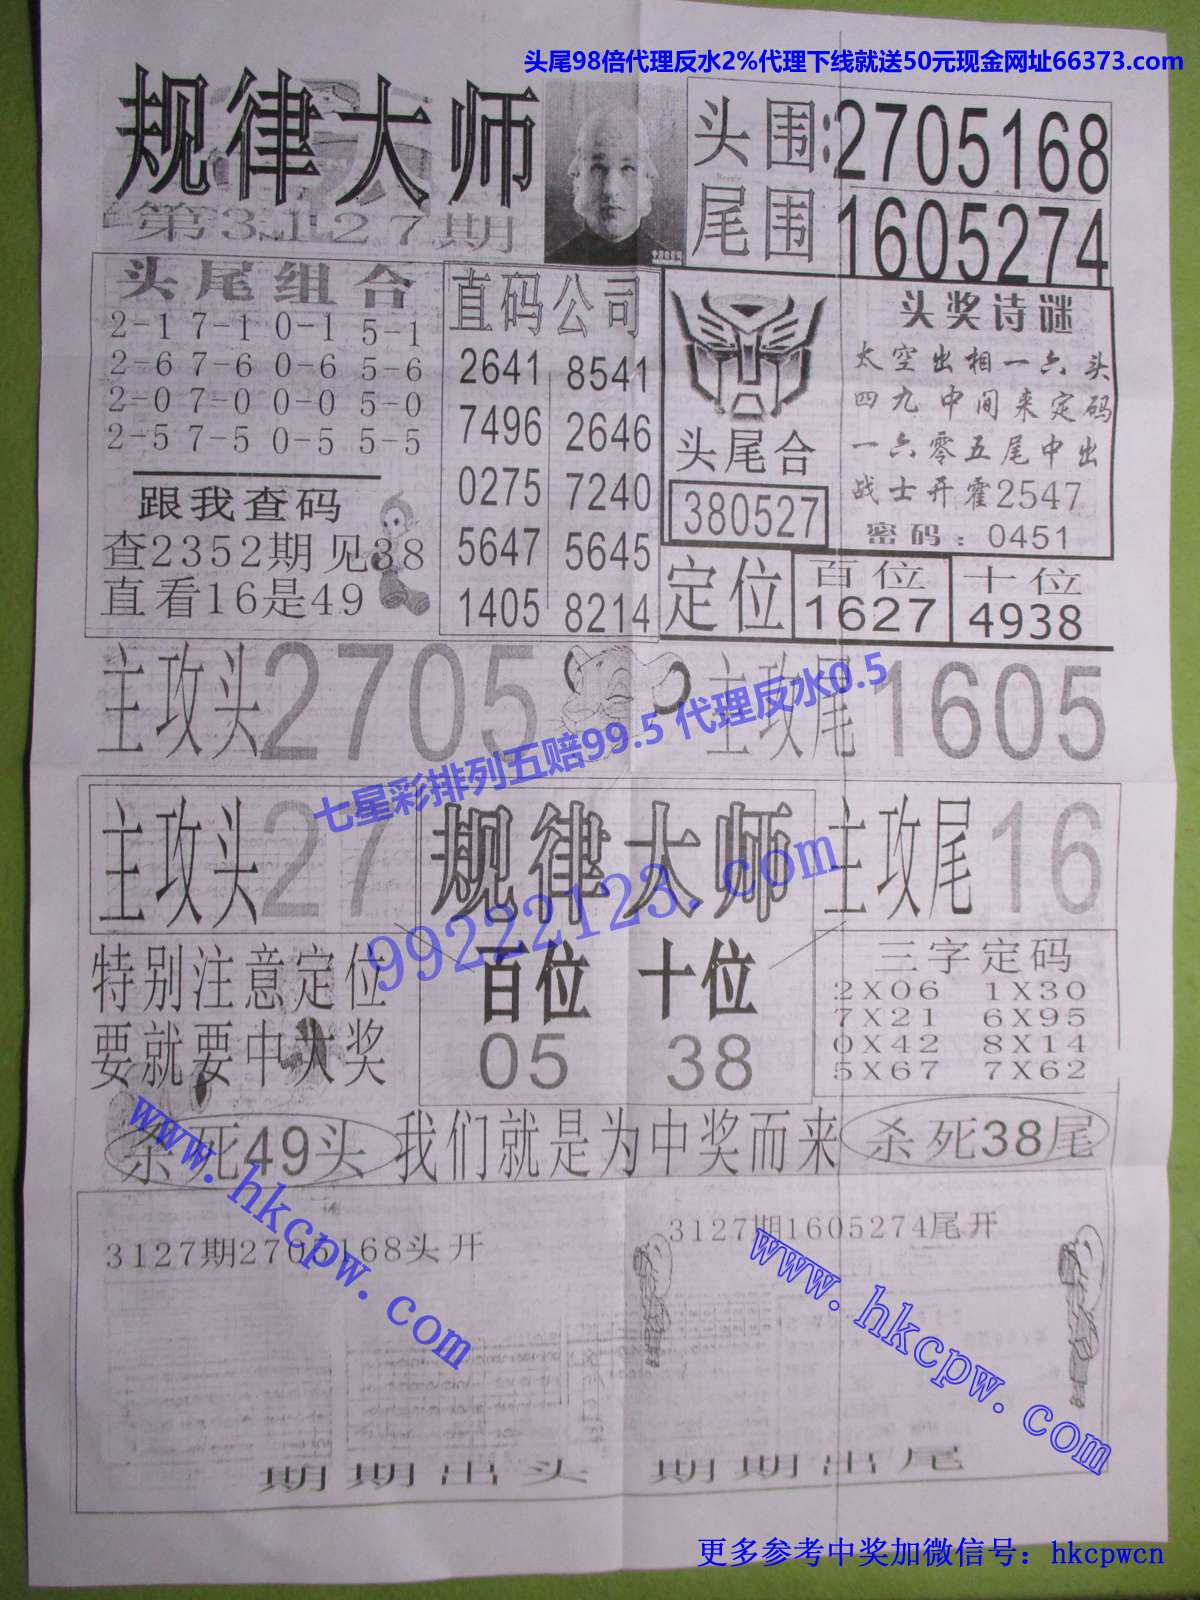 头尾98倍代理反水2%代理下线就送50元现金网址66373.com
规律大师
第3127期
头围:2705168
尾围1605274
头尾组合
2-1 7-1 0-1 5-1
2-6 7-6 0-6 5-6
2-0 7-0 0-0 5-0
2-5 7-5 0-5 5-5
跟我查码
查2352期见38
直看16是49
直码公司
2641 8541
7496 2646
0275 7240
5647 5645
1405 8214
头尾合
380527
头奖诗谜
太空出相一六头
四九中间来定码
一六零五尾中出
战士开霍2547
密码:0451
定位
百位
1627
十位
4938
主攻头2705
主攻尾1605
七星彩排列五赔99.5 代理反水0.5
主攻头27
规律大师
主攻尾16
99222123.com
特别注意定位
要就要中大奖
百位 十位
05 38
三字定码
2X06 1X30
7X21 6X95
0X42 8X14
5X67 7X62
杀死49头
我们就是为中奖而来
杀死38尾
www.hkcpw.com
www.hkcpw.com
3127期2705168头开
3127期1605274尾开
期期出头
期期出尾
更多参考中奖加微信号：hkcpwcn